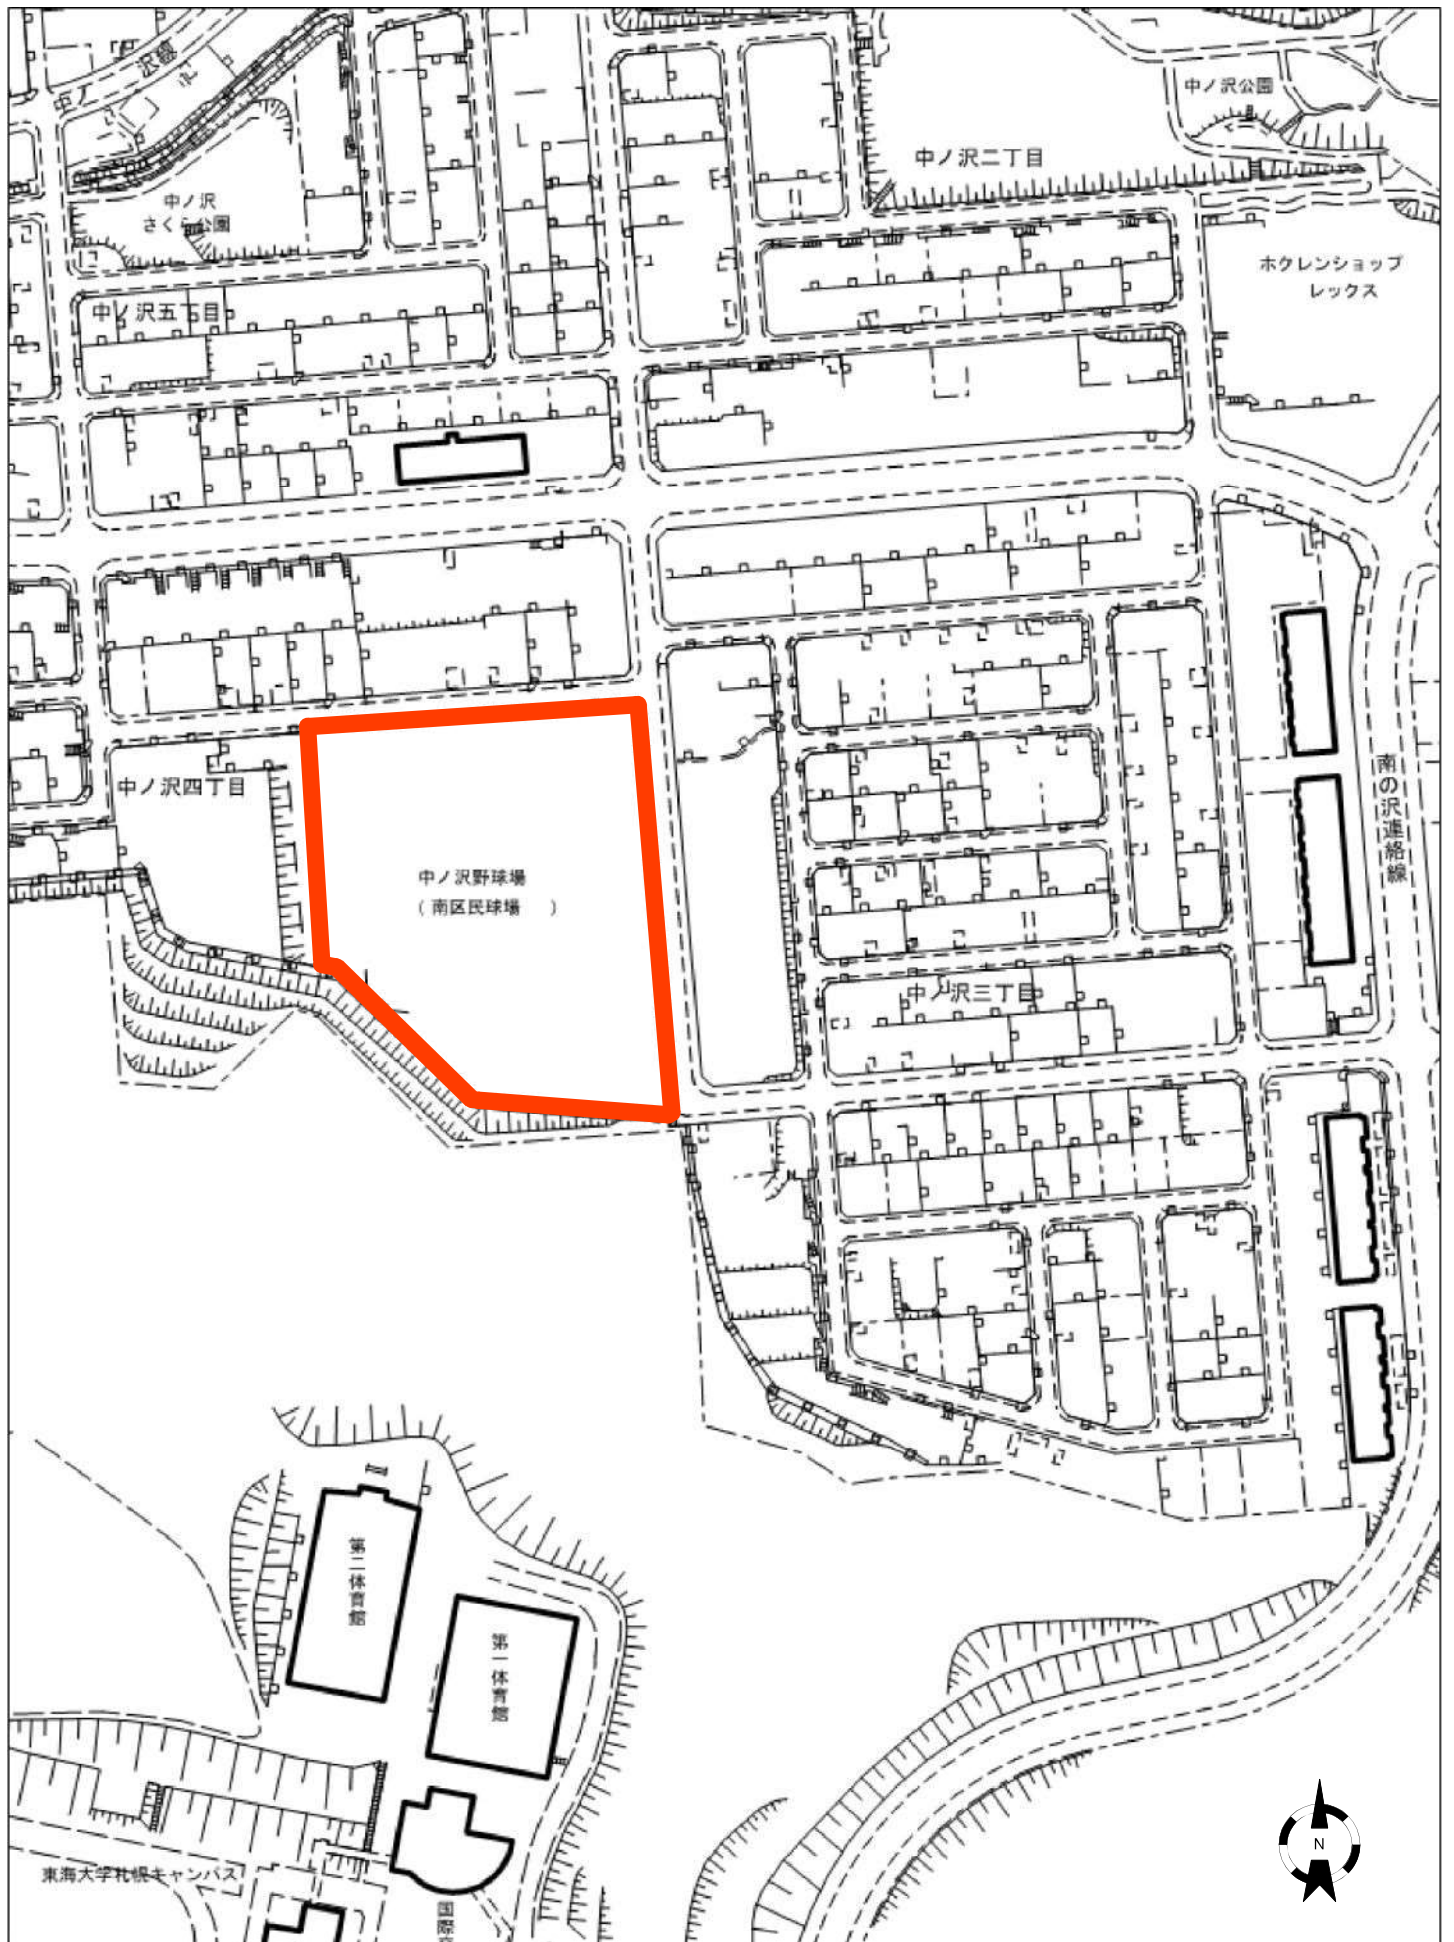 中ノ沢線
中ノ沢公園
中ノ沢二丁目
中ノ沢
さくら公園
ホクレンショップ
レックス
中ノ沢五丁目
南の沢連絡線
中ノ沢四丁目
中ノ沢野球場
(南区民球場)
中ノ沢三丁目
第二体育館
第一体育館
N
東海大学札幌キャンパス
国際